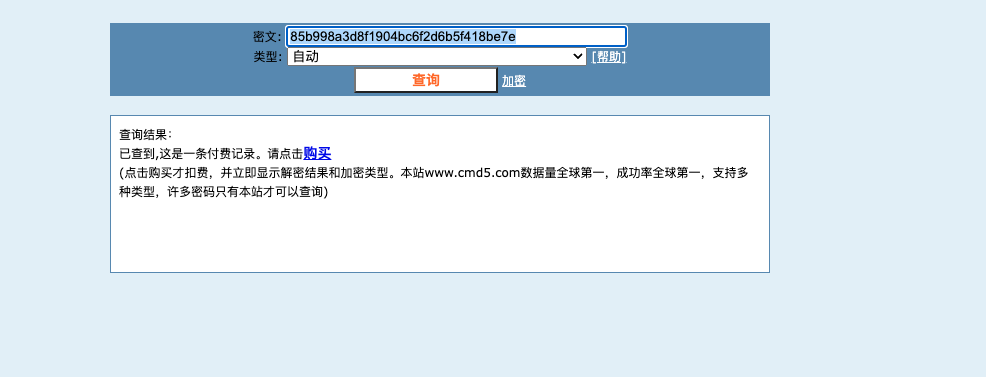 密文: 85b998a3d8f1904bc6f2d6b5f418be7e
类型: 自动 [帮助]
查询 加密
查询结果:
已查到,这是一条付费记录。请点击购买
(点击购买才扣费，并立即显示解密结果和加密类型。本站www.cmd5.com数据量全球第一，成功率全球第一，支持多
种类型，许多密码只有本站才可以查询)